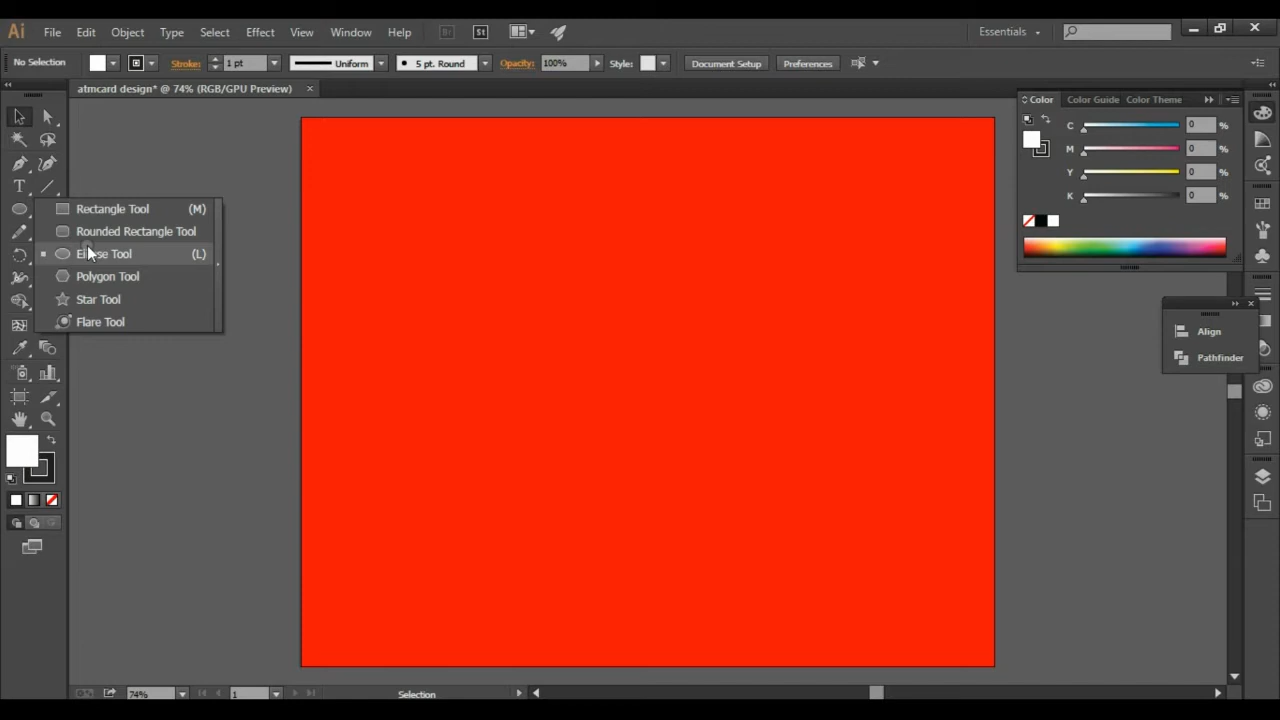 Ai File Edit Object Type Select Effect View Window Help Br St Essentials
No Selection Stroke: 1 pt Uniform 5 pt. Round Opacity: 100% Style: Document Setup Preferences
atmcard design* @ 74% (RGB/GPU Preview)
Color Color Guide Color Theme
C 0 %
M 0 %
Y 0 %
K 0 %
Rectangle Tool (M)
Rounded Rectangle Tool
Ellipse Tool (L)
Polygon Tool
Star Tool
Flare Tool
Align
Pathfinder
74% 1 Selection